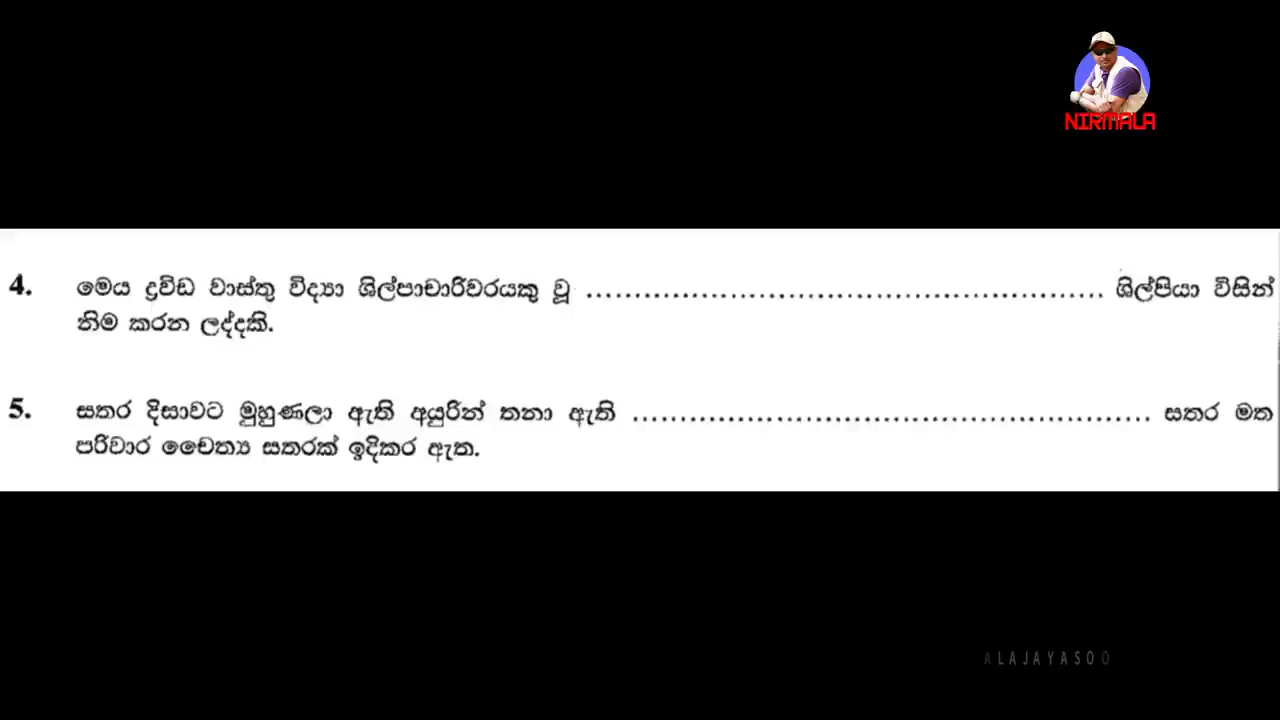 NIRMALA
4. මෙය ද්‍රවිඩ වාස්තු විද්‍යා ශිල්පාචාරීවරයකු වූ ...................................................... ශිල්පියා විසින්
නිම කරන ලද්දකි.
5. සතර දිසාවට මුහුණලා ඇති අයුරින් තනා ඇති ...................................................... සතර මත
පරිවාර චෛත්‍ය සතරක් ඉදිකර ඇත.
ALAJAYASOO